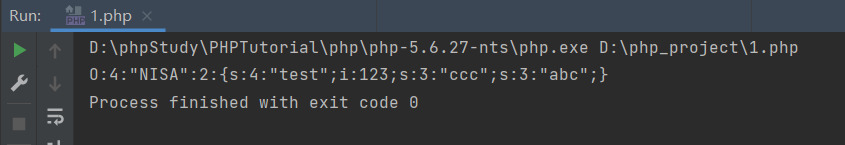 Run: 1.php
D:\phpStudy\PHPTutorial\php\php-5.6.27-nts\php.exe D:\php_project\1.php
O:4:"NISA":2:{s:4:"test";i:123;s:3:"ccc";s:3:"abc";}
Process finished with exit code 0